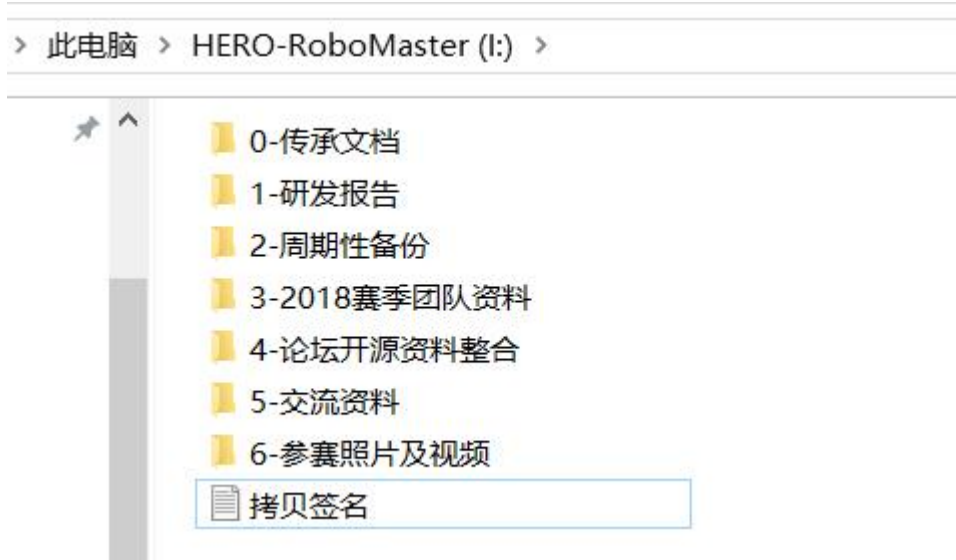 > 此电脑 > HERO-RoboMaster (I:) >
0-传承文档
1-研发报告
2-周期性备份
3-2018赛季团队资料
4-论坛开源资料整合
5-交流资料
6-参赛照片及视频
拷贝签名